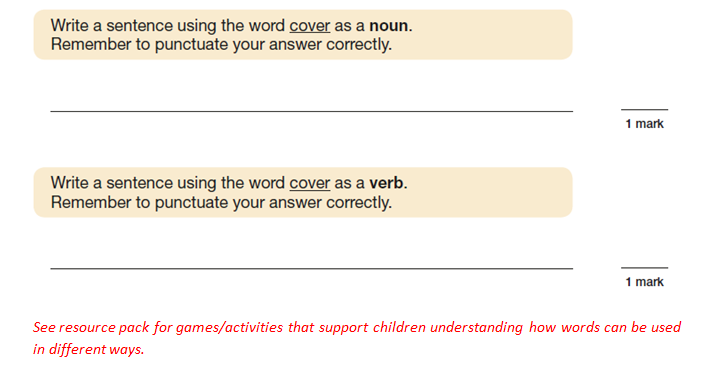 Write a sentence using the word cover as a noun.
Remember to punctuate your answer correctly.
1 mark
Write a sentence using the word cover as a verb.
Remember to punctuate your answer correctly.
1 mark
See resource pack for games/activities that support children understanding how words can be used
in different ways.